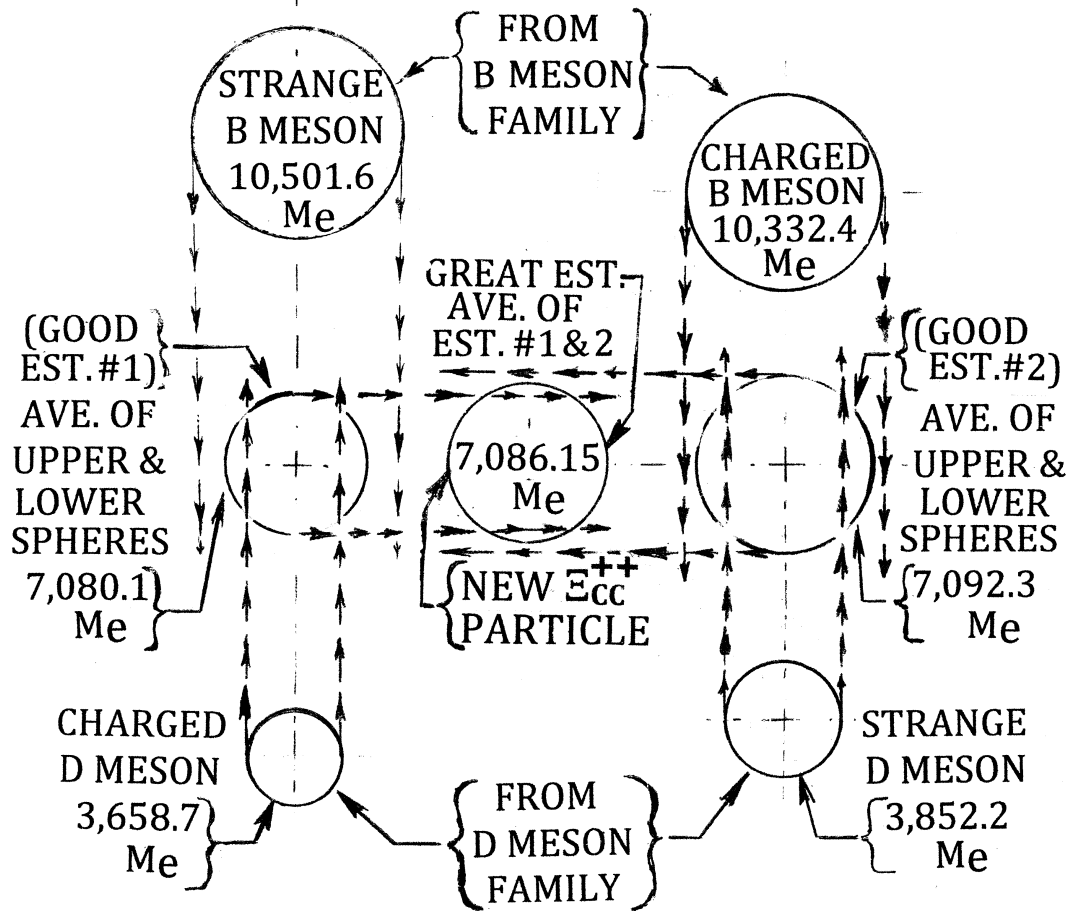 FROM
B MESON
FAMILY
STRANGE
B MESON
10,501.6
Me
CHARGED
B MESON
10,332.4
Me
GREAT EST.
AVE. OF
EST. #1&2
(GOOD
EST.#1)
AVE. OF
UPPER &
LOWER
SPHERES
7,080.1
Me
7,086.15
Me
NEW Ξcc++
PARTICLE
(GOOD
EST.#2)
AVE. OF
UPPER &
LOWER
SPHERES
7,092.3
Me
CHARGED
D MESON
3,658.7
Me
FROM
D MESON
FAMILY
STRANGE
D MESON
3,852.2
Me